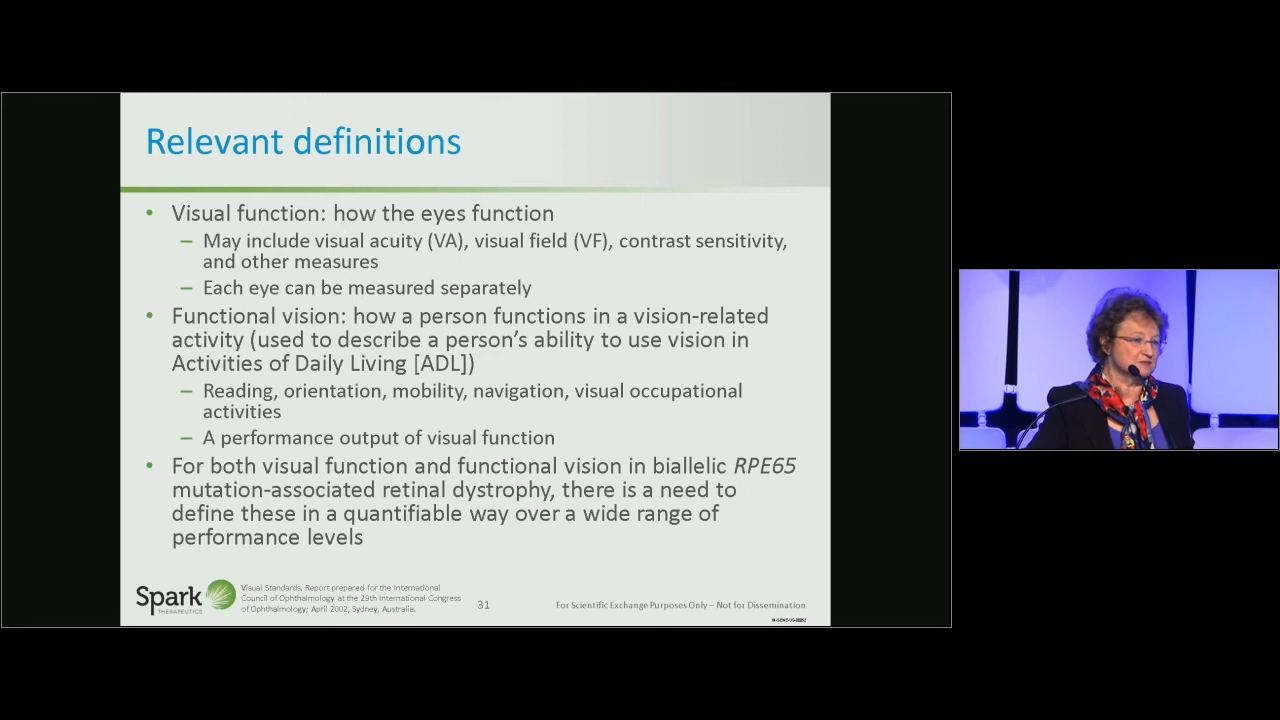 Relevant definitions
• Visual function: how the eyes function
– May include visual acuity (VA), visual field (VF), contrast sensitivity,
and other measures
– Each eye can be measured separately
• Functional vision: how a person functions in a vision-related
activity (used to describe a person's ability to use vision in
Activities of Daily Living [ADL])
– Reading, orientation, mobility, navigation, visual occupational
activities
– A performance output of visual function
• For both visual function and functional vision in biallelic RPE65
mutation-associated retinal dystrophy, there is a need to
define these in a quantifiable way over a wide range of
performance levels
Spark
THERAPEUTICS
Visual Standards. Report prepared for the International
Council of Ophthalmology at the 29th International Congress
of Ophthalmology; April 2002, Sydney, Australia.
31
For Scientific Exchange Purposes Only – Not for Dissemination